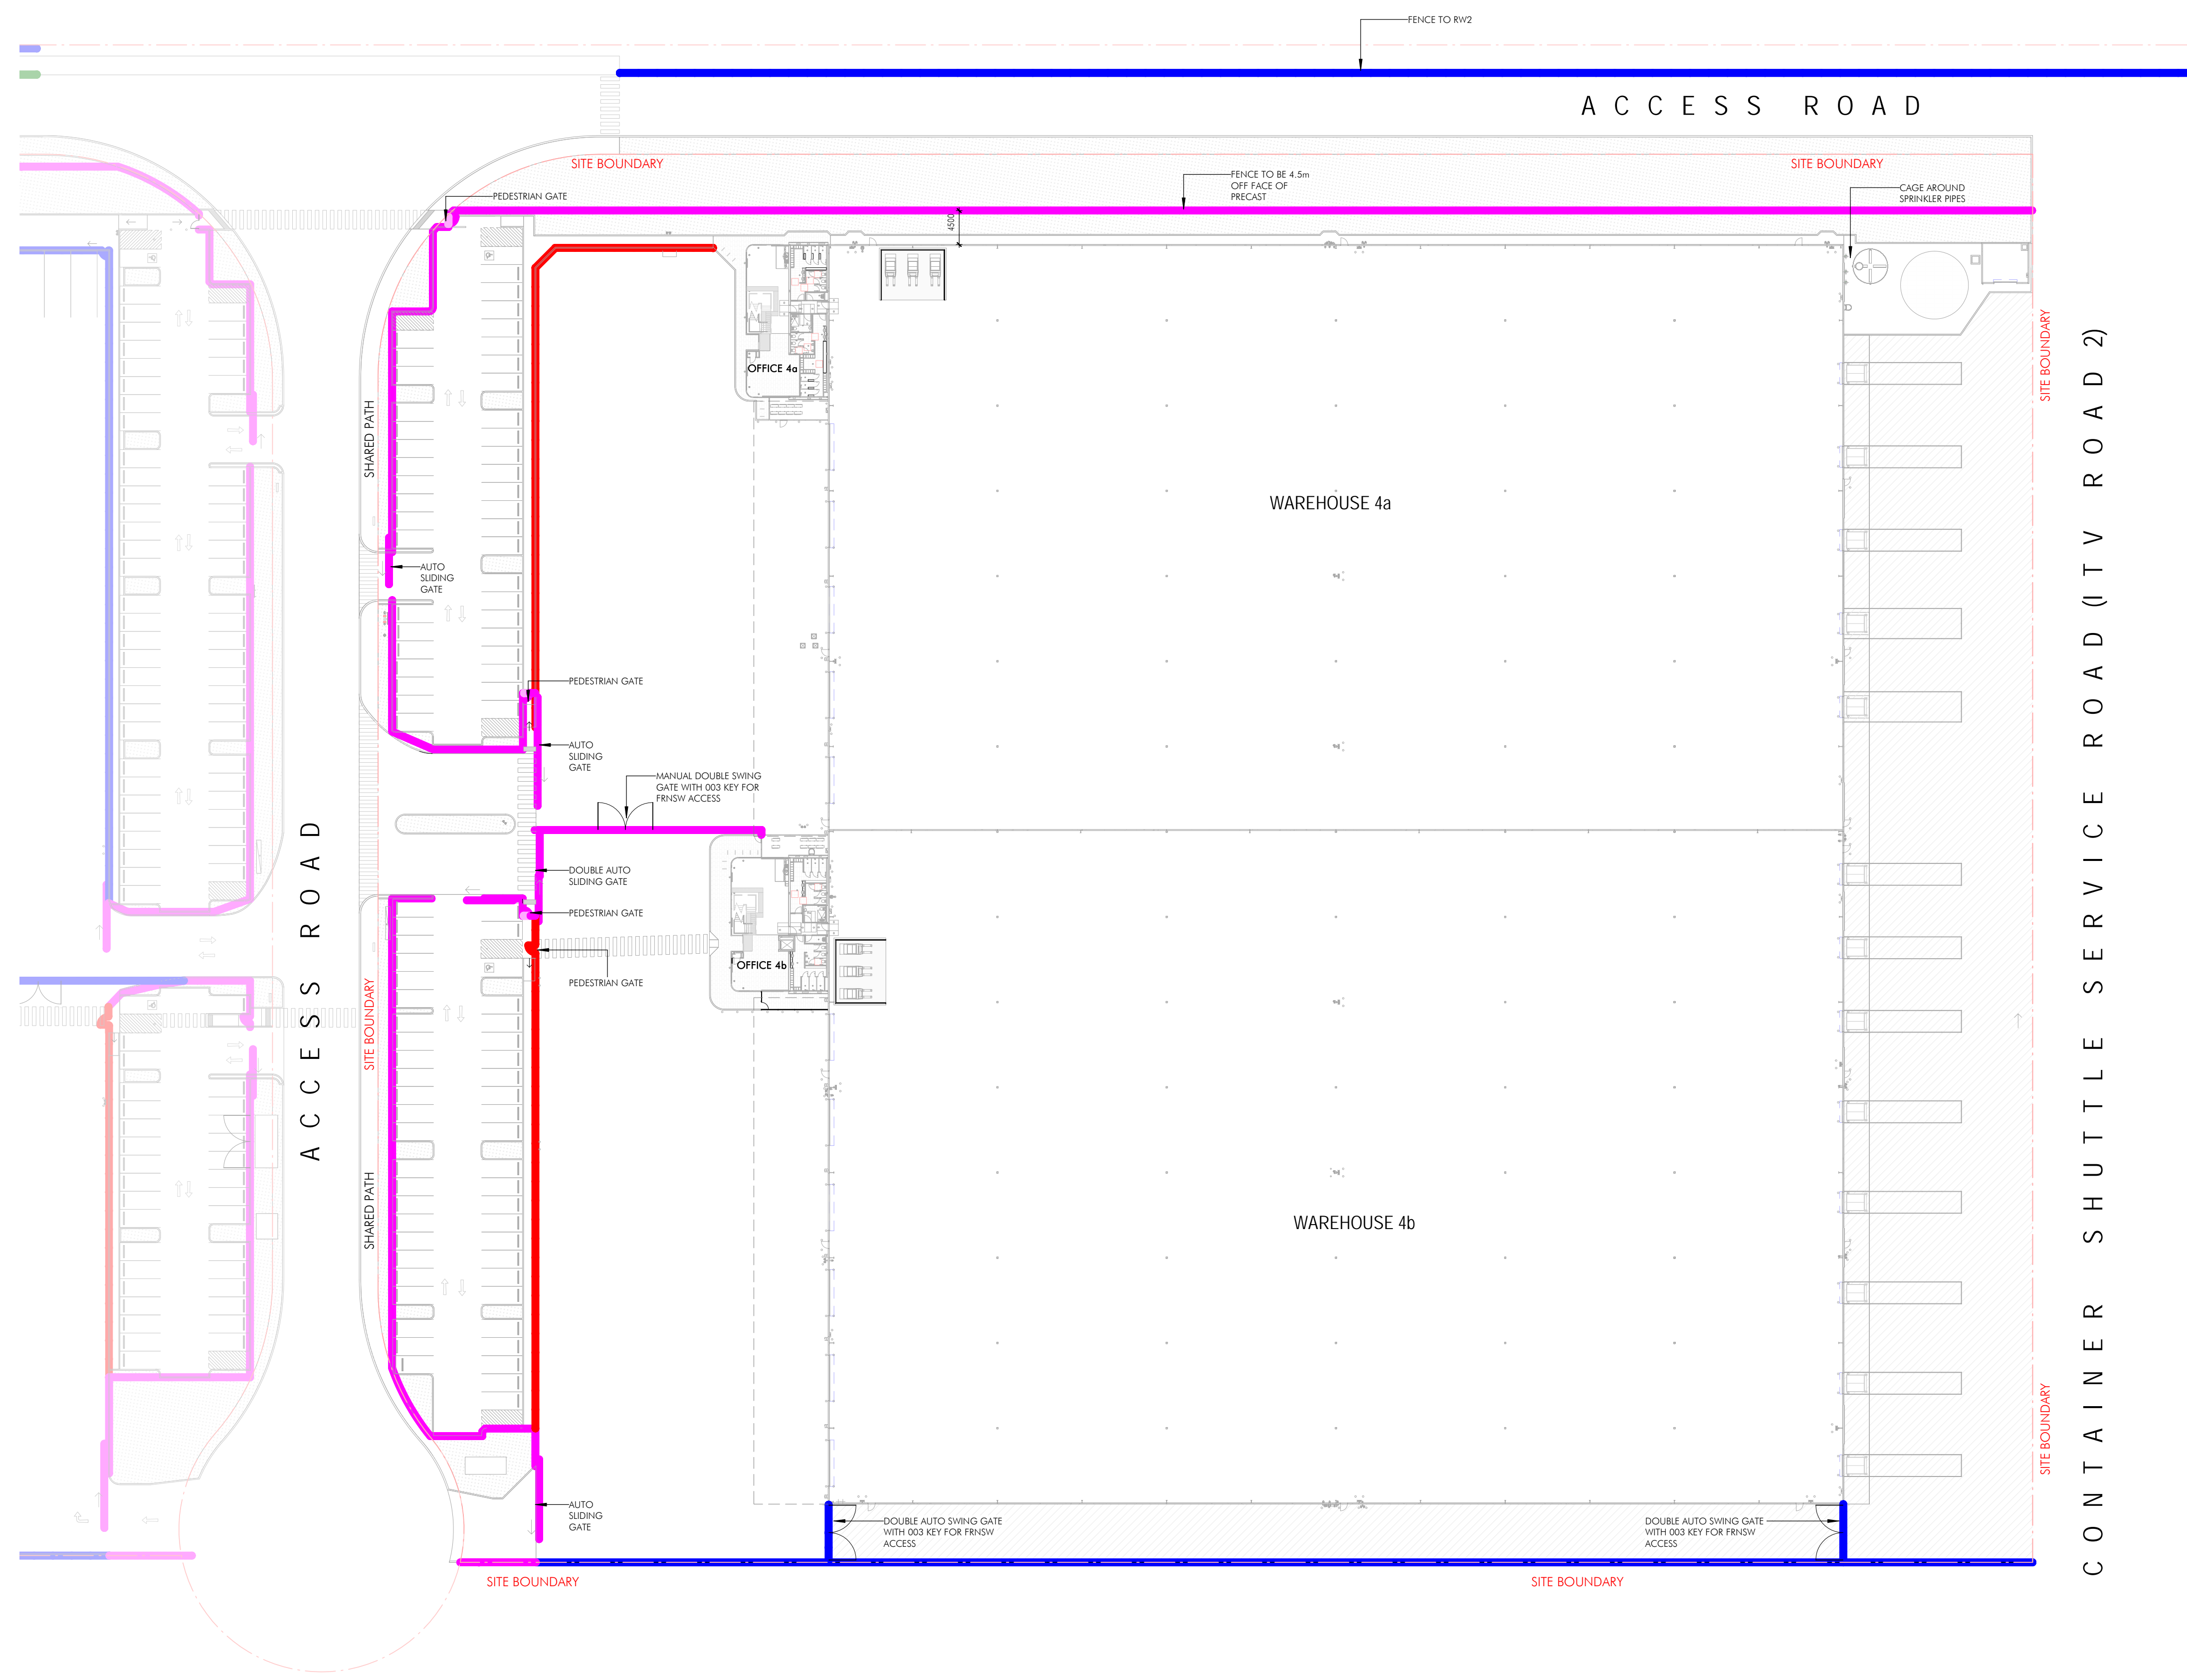 FENCE TO RW2
ACCESS ROAD
SITE BOUNDARY
SITE BOUNDARY
FENCE TO BE 4.5m
OFF FACE OF
PRECAST
CAGE AROUND
SPRINKLER PIPES
PEDESTRIAN GATE
4500
SITE BOUNDARY
OFFICE 4a
SHARED PATH
WAREHOUSE 4a
CONTAINER SHUTTLE SERVICE ROAD (ITV ROAD 2)
AUTO
SLIDING
GATE
PEDESTRIAN GATE
AUTO
SLIDING
GATE
MANUAL DOUBLE SWING
GATE WITH 003 KEY FOR
FRNSW ACCESS
ACCESS ROAD
DOUBLE AUTO
SLIDING GATE
PEDESTRIAN GATE
OFFICE 4b
PEDESTRIAN GATE
SITE BOUNDARY
SHARED PATH
WAREHOUSE 4b
SITE BOUNDARY
AUTO
SLIDING
GATE
DOUBLE AUTO SWING GATE
WITH 003 KEY FOR FRNSW
ACCESS
DOUBLE AUTO SWING GATE
WITH 003 KEY FOR FRNSW
ACCESS
SITE BOUNDARY
SITE BOUNDARY